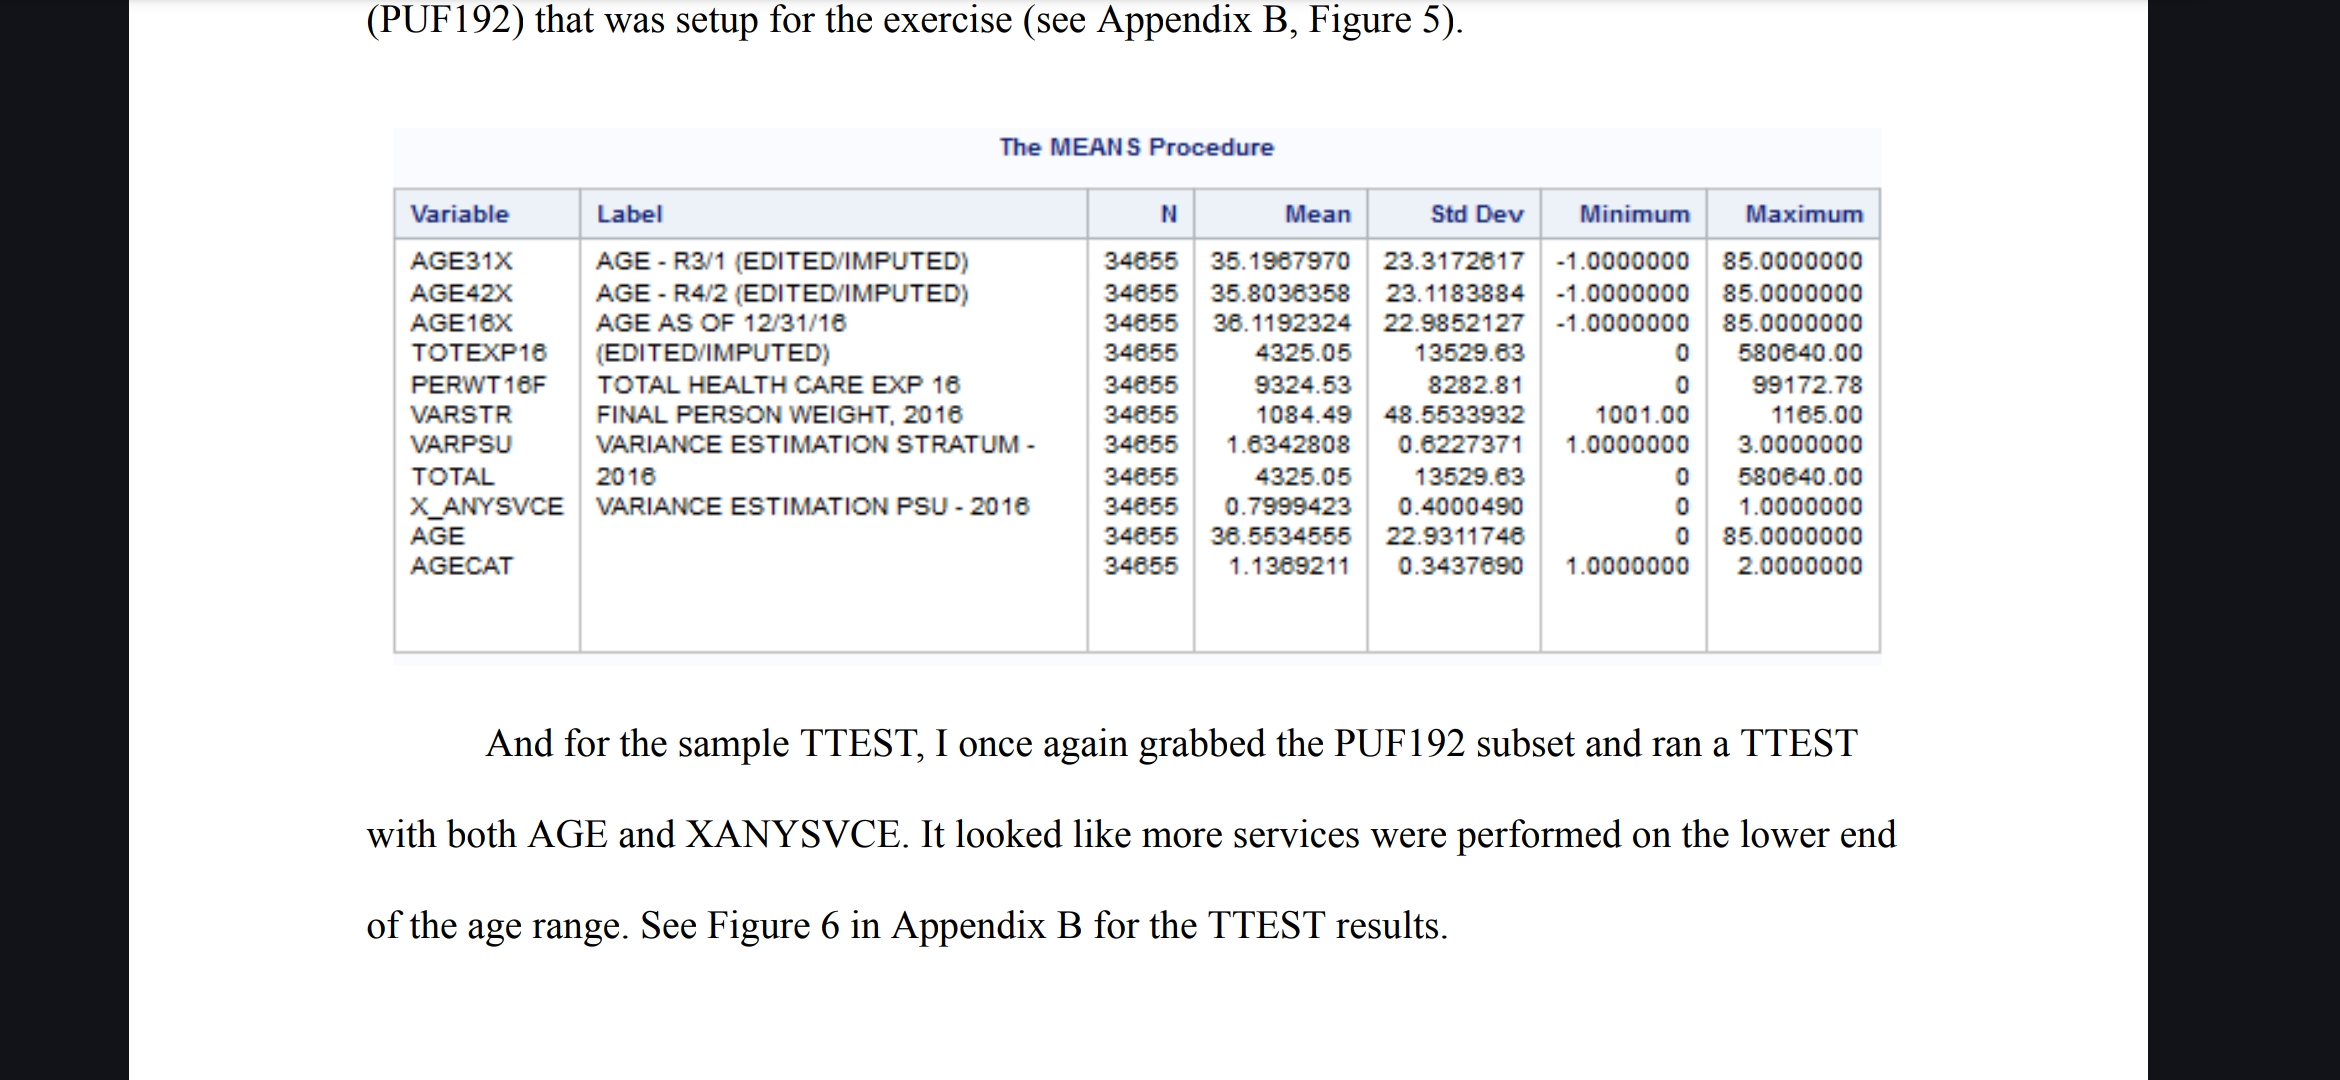 (PUF192) that was setup for the exercise (see Appendix B, Figure 5).
The MEANS Procedure
Variable Label N Mean Std Dev Minimum Maximum
AGE31X AGE - R3/1 (EDITED/IMPUTED) 34655 35.1967970 23.3172617 -1.0000000 85.0000000
AGE42X AGE - R4/2 (EDITED/IMPUTED) 34655 35.8036358 23.1183884 -1.0000000 85.0000000
AGE16X AGE AS OF 12/31/16 34655 36.1192324 22.9852127 -1.0000000 85.0000000
TOTEXP16 (EDITED/IMPUTED) 34655 4325.05 13529.63 0 580640.00
PERWT16F TOTAL HEALTH CARE EXP 16 34655 9324.53 8282.81 0 99172.78
VARSTR FINAL PERSON WEIGHT, 2016 34655 1084.49 48.5533932 1001.00 1165.00
VARPSU VARIANCE ESTIMATION STRATUM - 34655 1.6342808 0.6227371 1.0000000 3.0000000
TOTAL 2016 34655 4325.05 13529.63 0 580640.00
X_ANYSVCE VARIANCE ESTIMATION PSU - 2016 34655 0.7999423 0.4000490 0 1.0000000
AGE 34655 36.5534555 22.9311746 0 85.0000000
AGECAT 34655 1.1369211 0.3437690 1.0000000 2.0000000
And for the sample TTEST, I once again grabbed the PUF192 subset and ran a TTEST
with both AGE and XANYSVCE. It looked like more services were performed on the lower end
of the age range. See Figure 6 in Appendix B for the TTEST results.